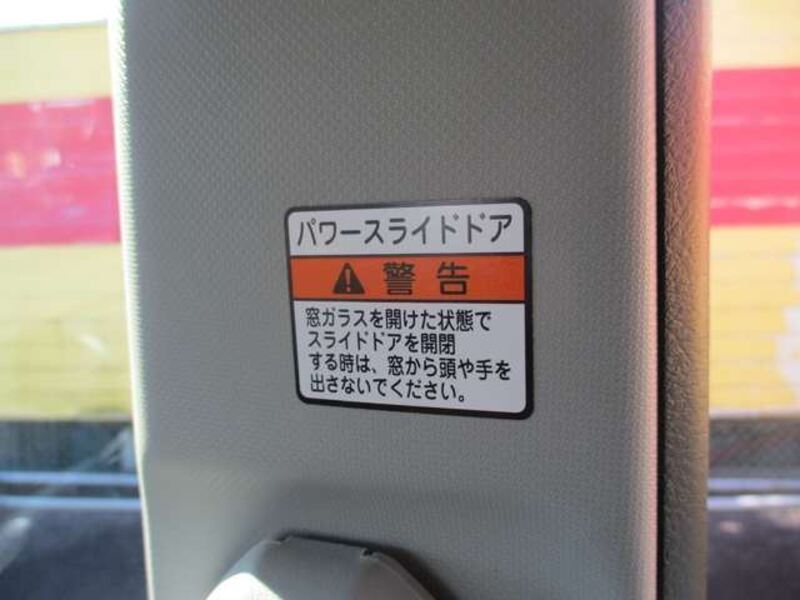 パワースライドドア
警告
窓ガラスを開けた状態で
スライドドアを開閉
する時は、窓から頭や手を
出さないでください。